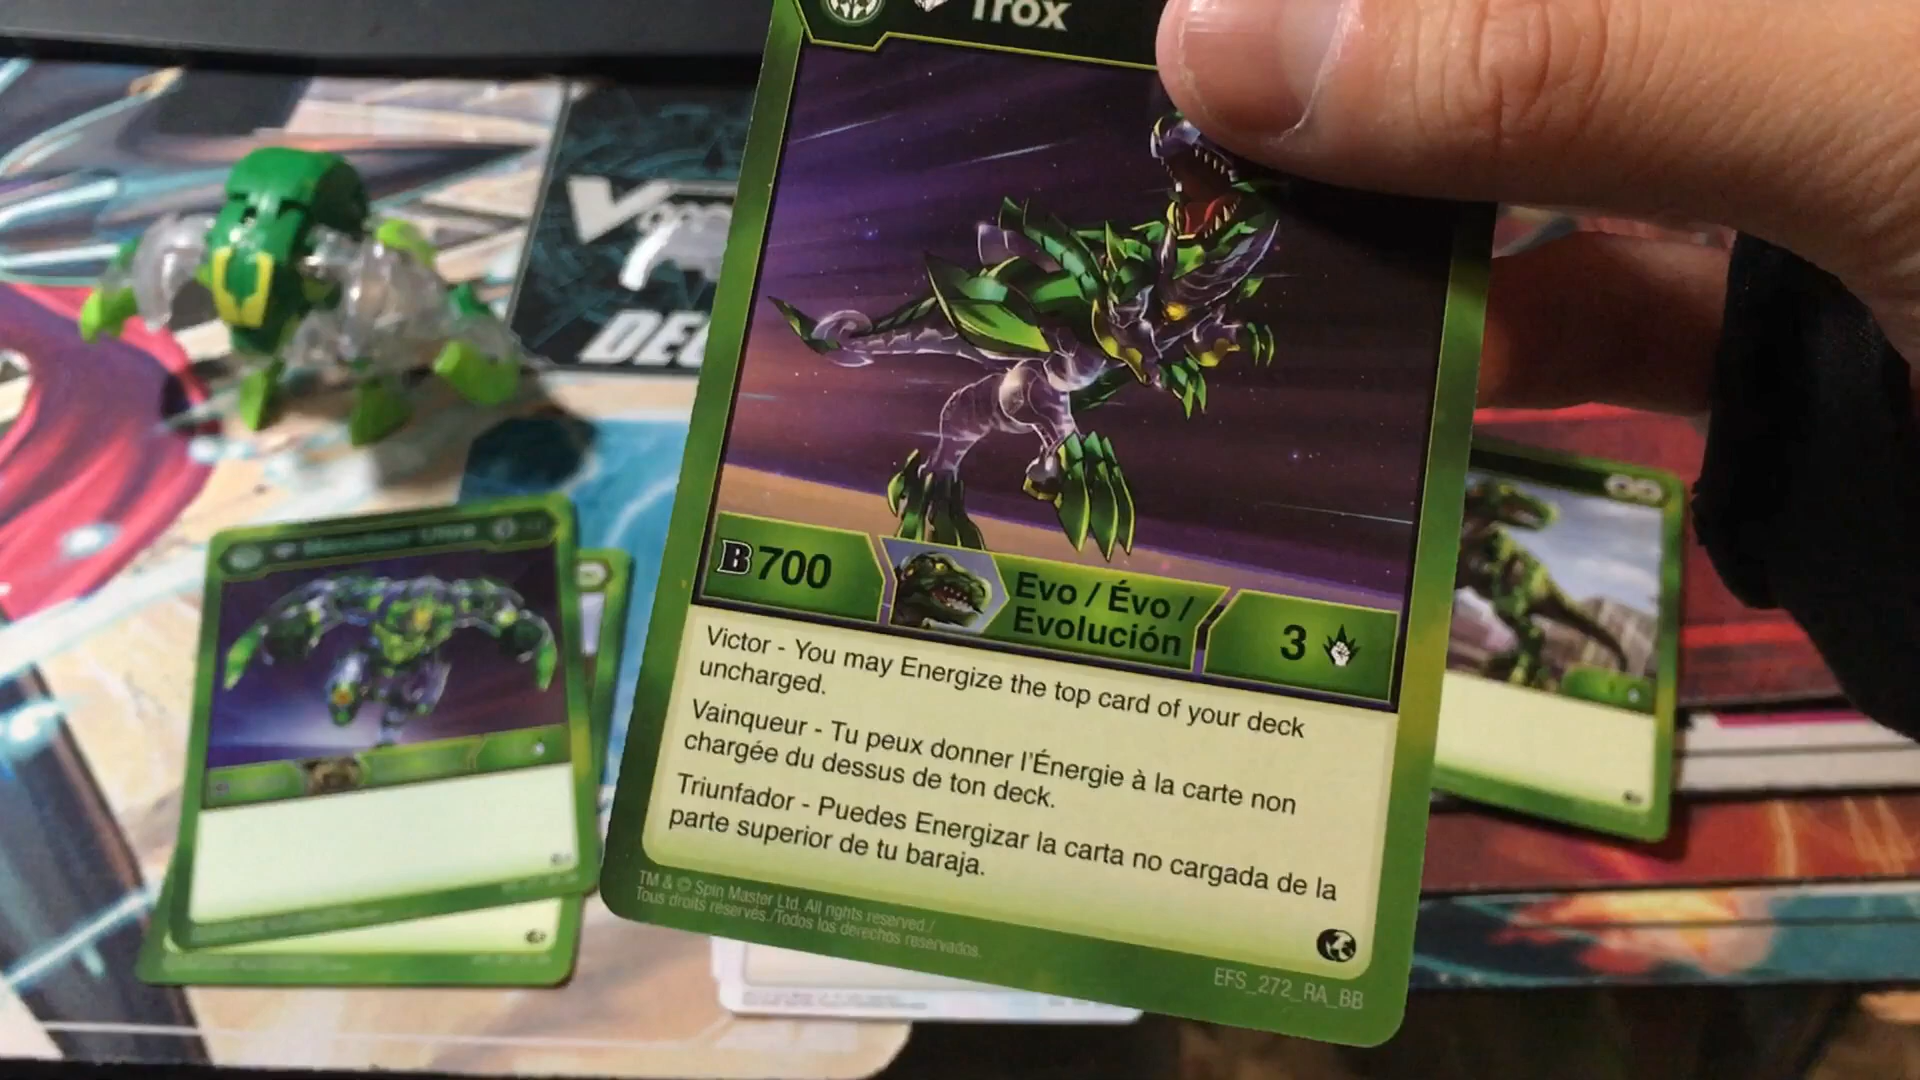 Trox
B700
Evo / Évo /
Evolución
3
Victor - You may Energize the top card of your deck
uncharged.
Vainqueur - Tu peux donner l'Énergie à la carte non
chargée du dessus de ton deck.
Triunfador - Puedes Energizar la carta no cargada de la
parte superior de tu baraja.
TM & © Spin Master Ltd. All rights reserved./
Tous droits réservés./Todos los derechos reservados.
EFS_272_RA_BB